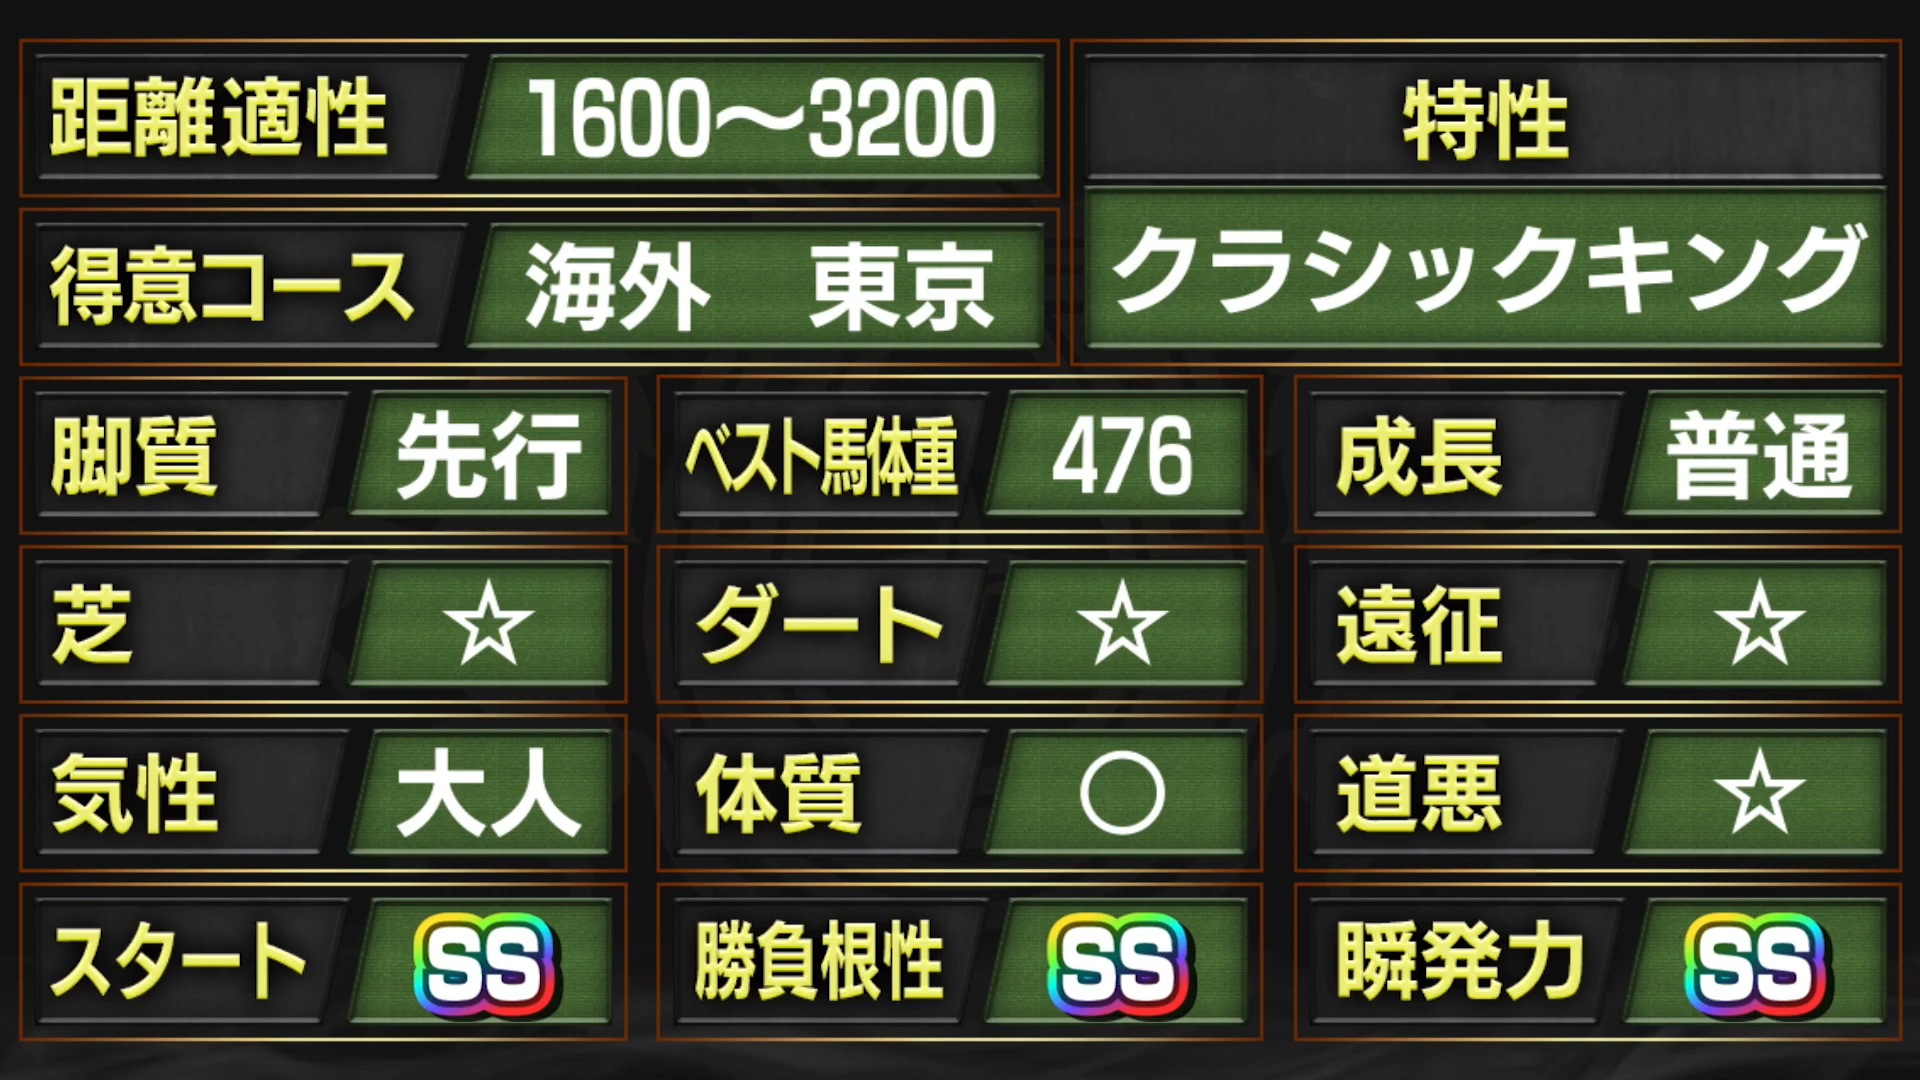 距離適性 1600～3200
得意コース 海外 東京
特性
クラシックキング
脚質 先行 ベスト馬体重 476 成長 普通
芝 ☆ ダート ☆ 遠征 ☆
気性 大人 体質 ○ 道悪 ☆
スタート SS 勝負根性 SS 瞬発力 SS